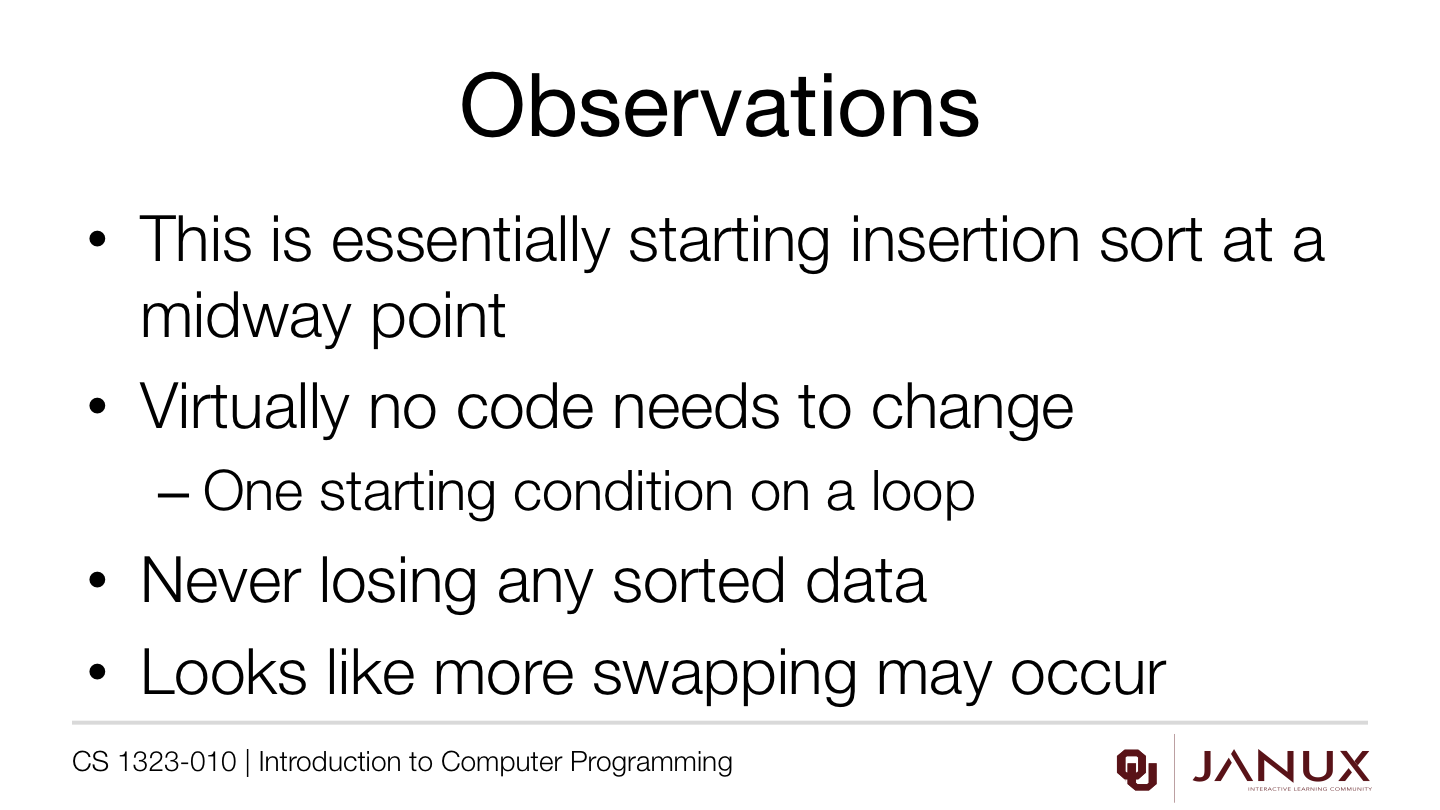 Observations
• This is essentially starting insertion sort at a
midway point
• Virtually no code needs to change
– One starting condition on a loop
• Never losing any sorted data
• Looks like more swapping may occur
CS 1323-010 | Introduction to Computer Programming
OU JANUX
INTERACTIVE LEARNING COMMUNITY